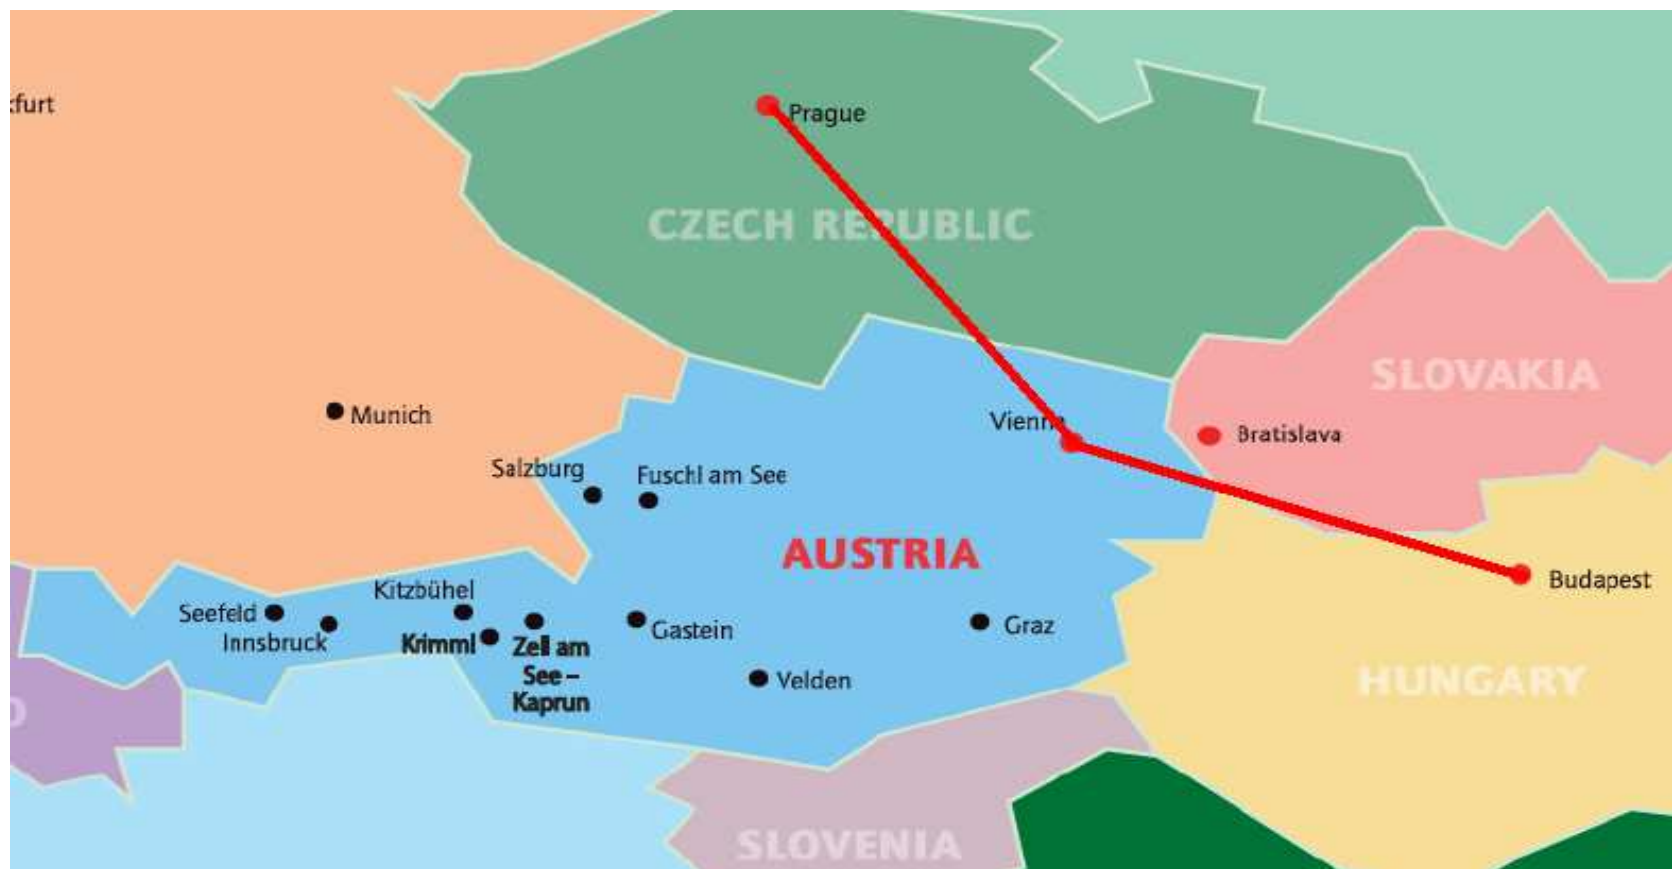 kfurt
Prague
CZECH REPUBLIC
SLOVAKIA
Munich
Vienna
Bratislava
Salzburg
Fuschl am See
AUSTRIA
Budapest
Kitzbühel
Seefeld
Innsbruck
Krimml
Zell am
See –
Kaprun
Gastein
Graz
Velden
HUNGARY
SLOVENIA